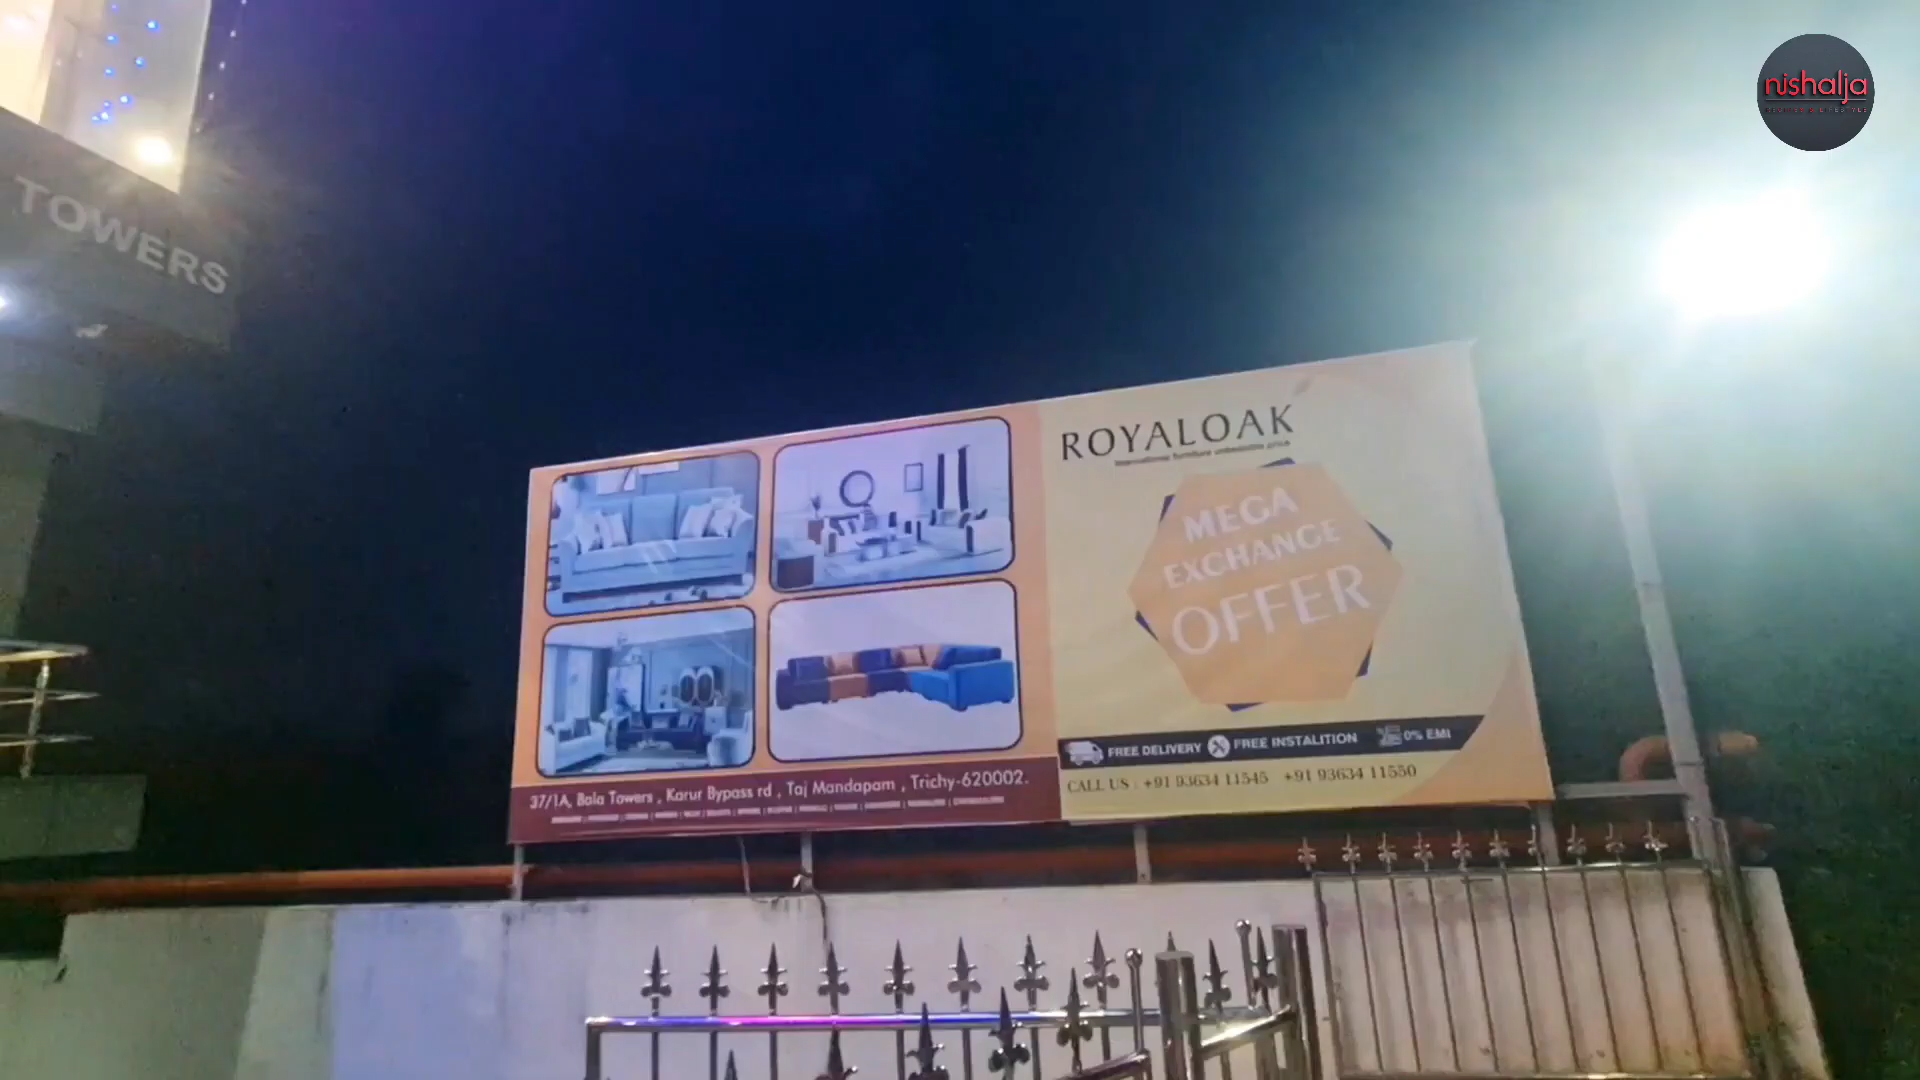 nishalja
TOWERS
ROYALOAK
MEGA
EXCHANGE
OFFER
FREE DELIVERY FREE INSTALITION 0% EMI
CALL US : +91 93634 11545 +91 93634 11550
37/1A, Bala Towers , Karur Bypass rd , Taj Mandapam , Trichy-620002.